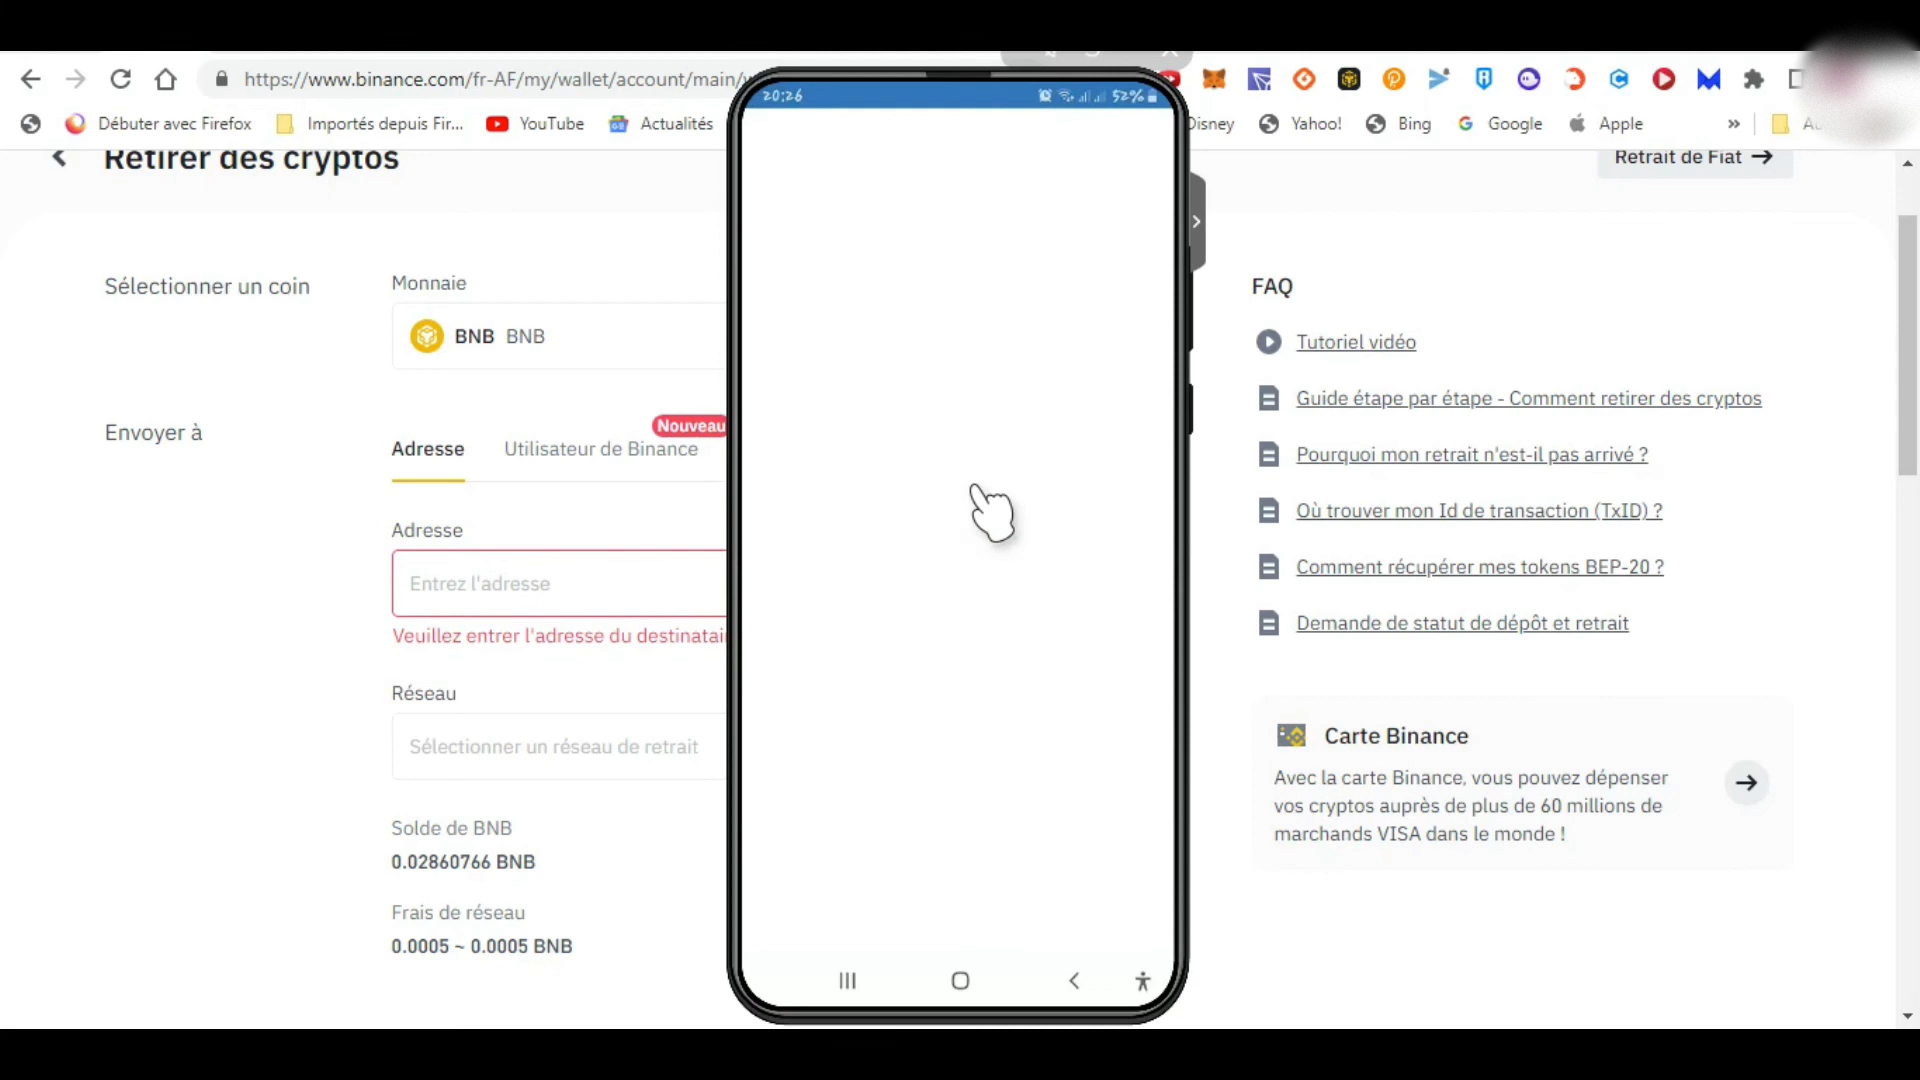 https://www.binance.com/fr-AF/my/wallet/account/main/
Débuter avec Firefox
Importés depuis Fir...
YouTube
Actualités
Disney
Yahoo!
Bing
Google
Apple
»
20:26
52%
Retirer des cryptos
Retrait de Fiat
Sélectionner un coin
Monnaie
BNB BNB
Envoyer à
Nouveau
Adresse
Utilisateur de Binance
Adresse
Entrez l'adresse
Veuillez entrer l'adresse du
Réseau
Sélectionner un réseau de retrait
Solde de BNB
0.02860766 BNB
Frais de réseau
0.0005 ~ 0.0005 BNB
FAQ
Tutoriel vidéo
Guide étape par étape - Comment retirer des cryptos
Pourquoi mon retrait n'est-il pas arrivé ?
Où trouver mon Id de transaction (TxID) ?
Comment récupérer mes tokens BEP-20 ?
Demande de statut de dépôt et retrait
Carte Binance
Avec la carte Binance, vous pouvez dépenser
vos cryptos auprès de plus de 60 millions de
marchands VISA dans le monde !